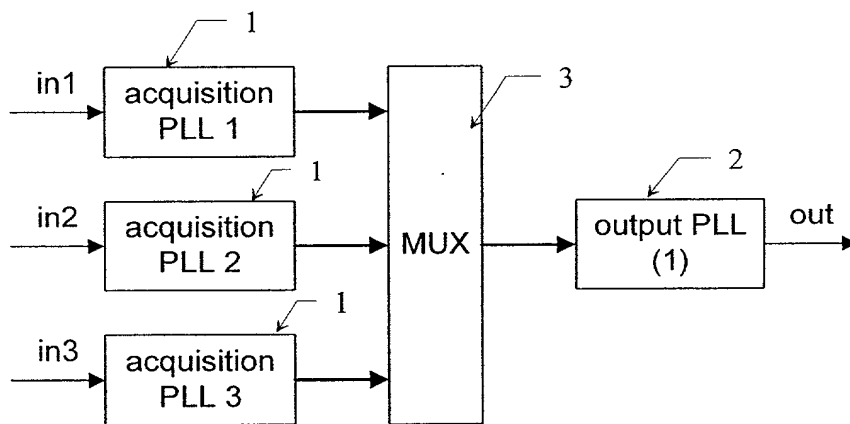 1
in1
acquisition
PLL 1
3
1
in2
acquisition
PLL 2
MUX
2
output PLL
(1)
out
1
in3
acquisition
PLL 3